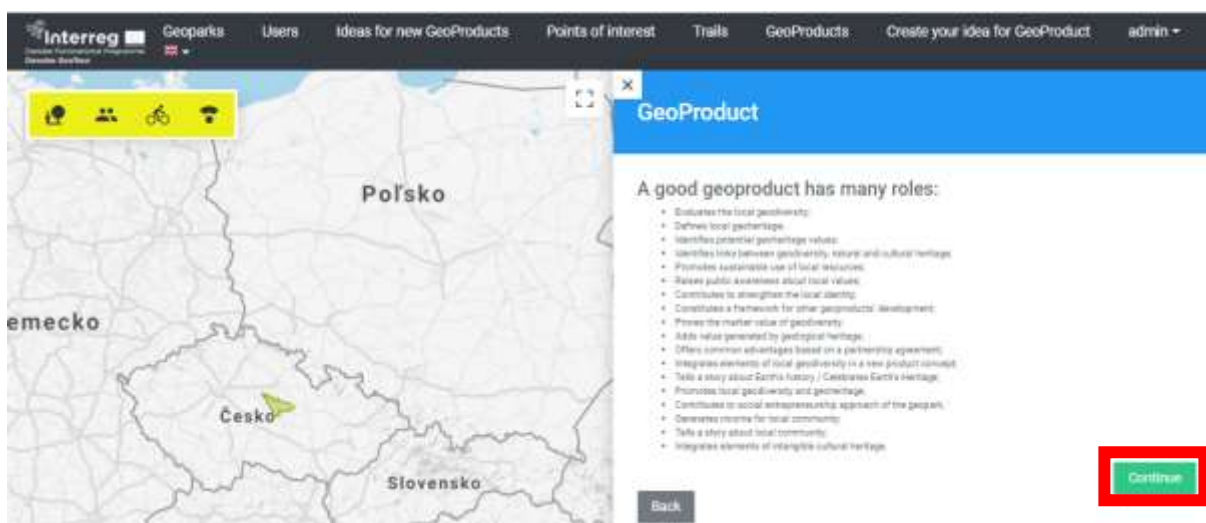 Interreg
Danube Transnational Programme
Danube GeoTour
Geoparks
Users
Ideas for new GeoProducts
Points of interest
Trails
GeoProducts
Create your idea for GeoProduct
admin
×
GeoProduct
Poľsko
emecko
Česko
Slovensko
A good geoproduct has many roles:
• Evaluates the local geodiversity;
• Defines local geoheritage;
• Identifies potential geoheritage values;
• Identifies links between geodiversity, natural and cultural heritage;
• Promotes sustainable use of local resources;
• Raises public awareness about local values;
• Contributes to strengthen the local identity;
• Constitutes a framework for other geoproducts' development;
• Proves the market value of geodiversity;
• Adds value generated by geological heritage;
• Offers common advantages based on a partnership agreement;
• Integrates elements of local geodiversity in a new product concept;
• Tells a story about Earth's history / Celebrates Earth's Heritage;
• Promotes local geodiversity and geoheritage;
• Contributes to social entrepreneurship approach of the geopark;
• Generates income for local community;
• Tells a story about local community;
• Integrates elements of intangible cultural heritage;
Back
Continue